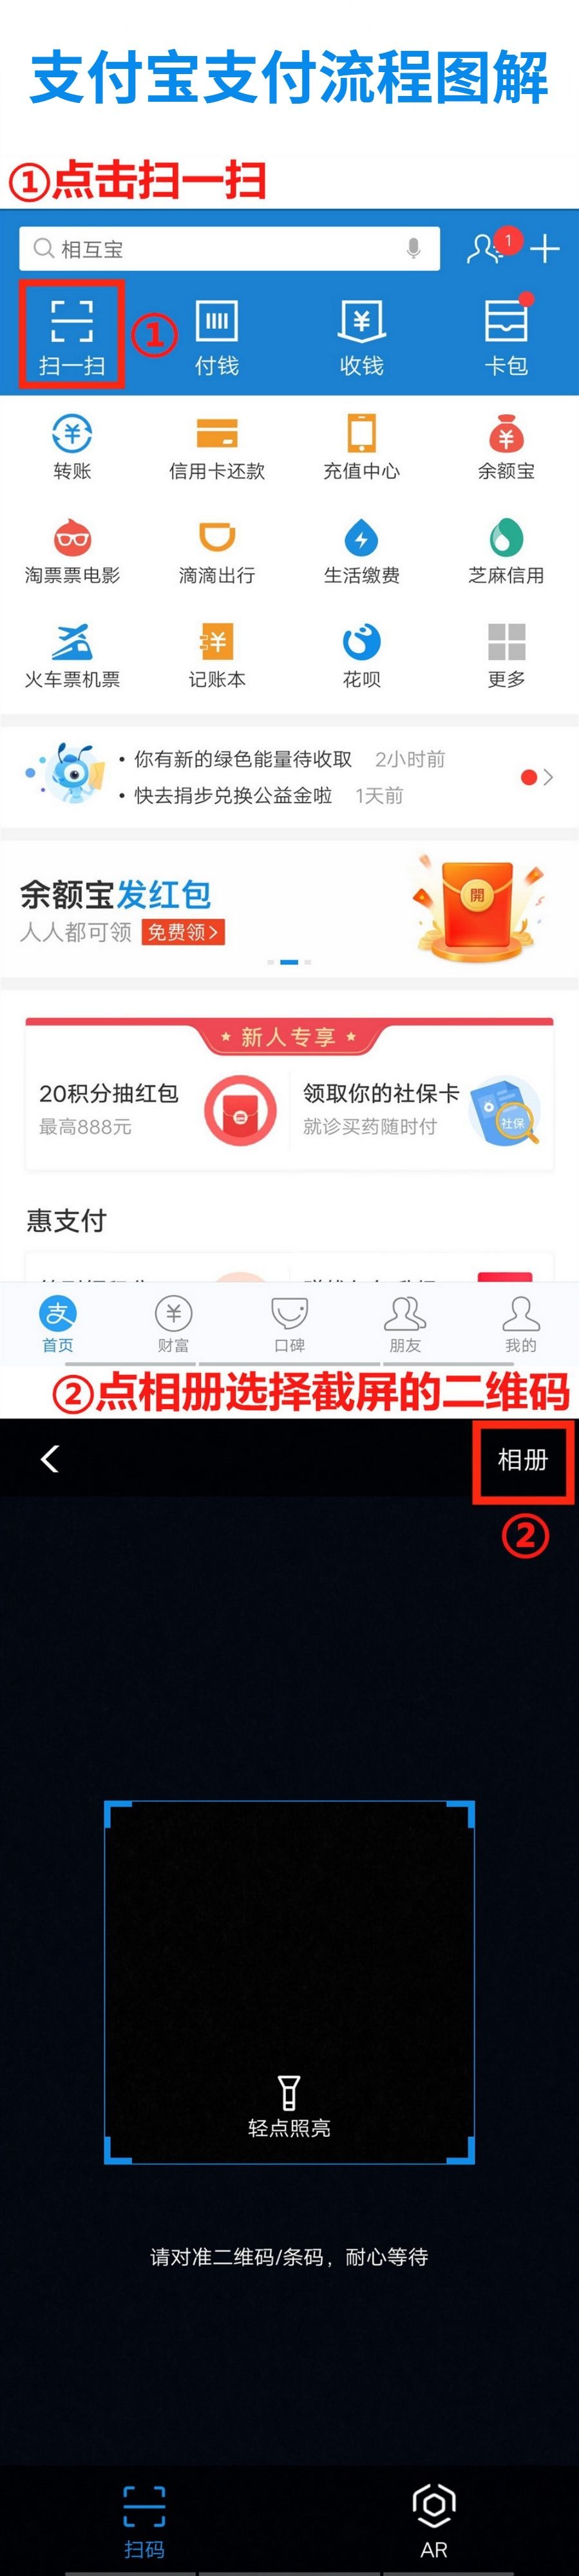 支付宝支付流程图解
①点击扫一扫
相互宝
1
扫一扫
①
付钱
收钱
卡包
转账
信用卡还款
充值中心
余额宝
淘票票电影
滴滴出行
生活缴费
芝麻信用
火车票机票
记账本
花呗
更多
· 你有新的绿色能量待收取 2小时前
· 快去捐步兑换公益金啦 1天前
余额宝发红包
人人都可领 免费领>
開
新人专享
20积分抽红包
最高888元
领取你的社保卡
就诊买药随时付
社保
惠支付
支
首页
财富
口碑
朋友
我的
②点相册选择截屏的二维码
相册
②
轻点照亮
请对准二维码/条码，耐心等待
扫码
AR